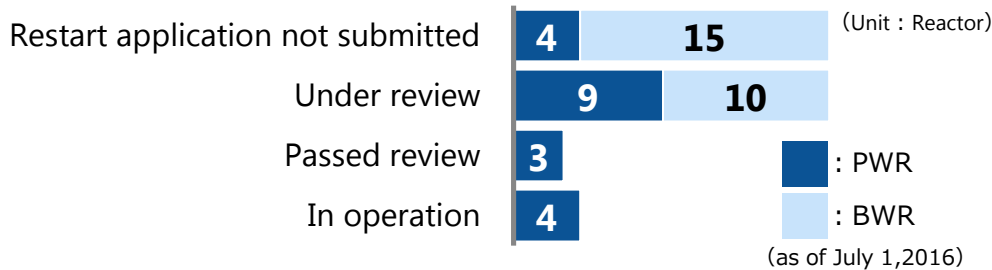 Restart application not submitted 4 15 (Unit : Reactor)
Under review 9 10
Passed review 3
: PWR
In operation 4
: BWR
(as of July 1,2016)